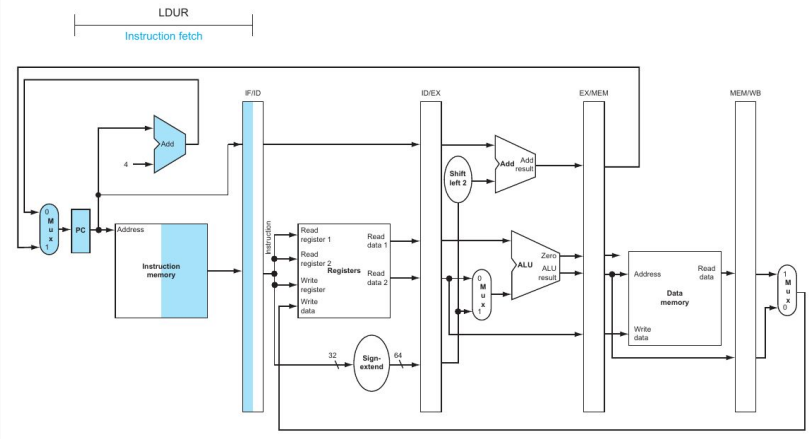 LDUR
Instruction fetch
IF/ID
ID/EX
EX/MEM
MEM/WB
Add
4
Shift
left 2
Add
Add
result
0
M
u
x
1
PC
Address
Instruction
memory
Instruction
Read
register 1
Read
register 2
Write
register
Write
data
Registers
Read
data 1
Read
data 2
0
M
u
x
1
ALU
Zero
ALU
result
Address
Write
data
Data
memory
Read
data
1
M
u
x
0
32
Sign-
extend
64